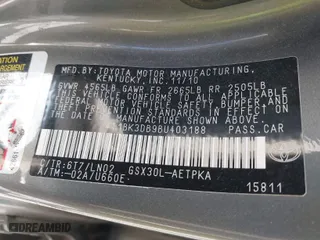 MFD. BY:TOYOTA MOTOR MANUFACTURING,
KENTUCKY, INC. 11/10
GVWR 4565LB GAWR FR 2665LB RR 2505LB
THIS VEHICLE CONFORMS TO ALL APPLICABLE
FEDERAL MOTOR VEHICLE SAFETY, BUMPER, AND
THEFT PREVENTION STANDARDS IN EFFECT ON
THE DATE OF MANUFACTURE SHOWN ABOVE.
PASS.CAR
C/TR:6T7/LN02 GSX30L-AETPKA
A/TM:-02A/U660E
15811